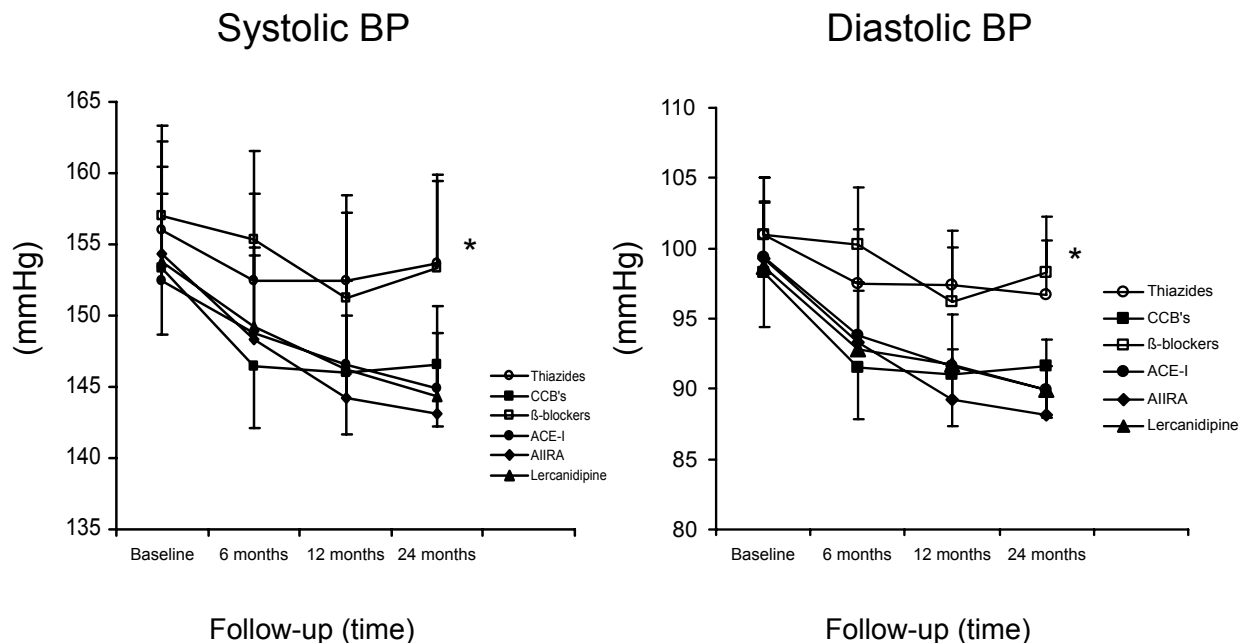 Systolic BP
165
160
155
150
145
140
135
(mmHg)
*
Thiazides
CCB's
ß-blockers
ACE-I
AIIRA
Lercanidipine
Baseline 6 months 12 months 24 months
Follow-up (time)
Diastolic BP
110
105
100
95
90
85
80
(mmHg)
*
Thiazides
CCB's
ß-blockers
ACE-I
AIIRA
Lercanidipine
Baseline 6 months 12 months 24 months
Follow-up (time)